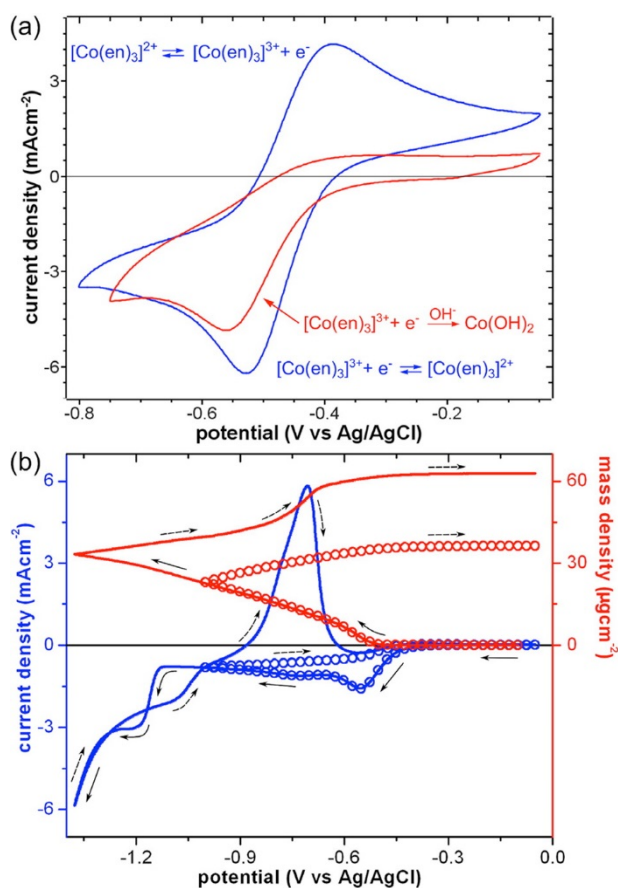 (a)
[Co(en)₃]²⁺ ⇌ [Co(en)₃]³⁺+ e⁻
3
0
-3
-6
current density (mAcm⁻²)
[Co(en)₃]³⁺+ e⁻ OH⁻→ Co(OH)₂
[Co(en)₃]³⁺+ e⁻ ⇌ [Co(en)₃]²⁺
-0.8 -0.6 -0.4 -0.2
potential (V vs Ag/AgCl)
(b)
6 60
3 30
0 0
-3
-6
current density (mAcm⁻²)
mass density (µgcm⁻²)
-1.2 -0.9 -0.6 -0.3 0.0
potential (V vs Ag/AgCl)